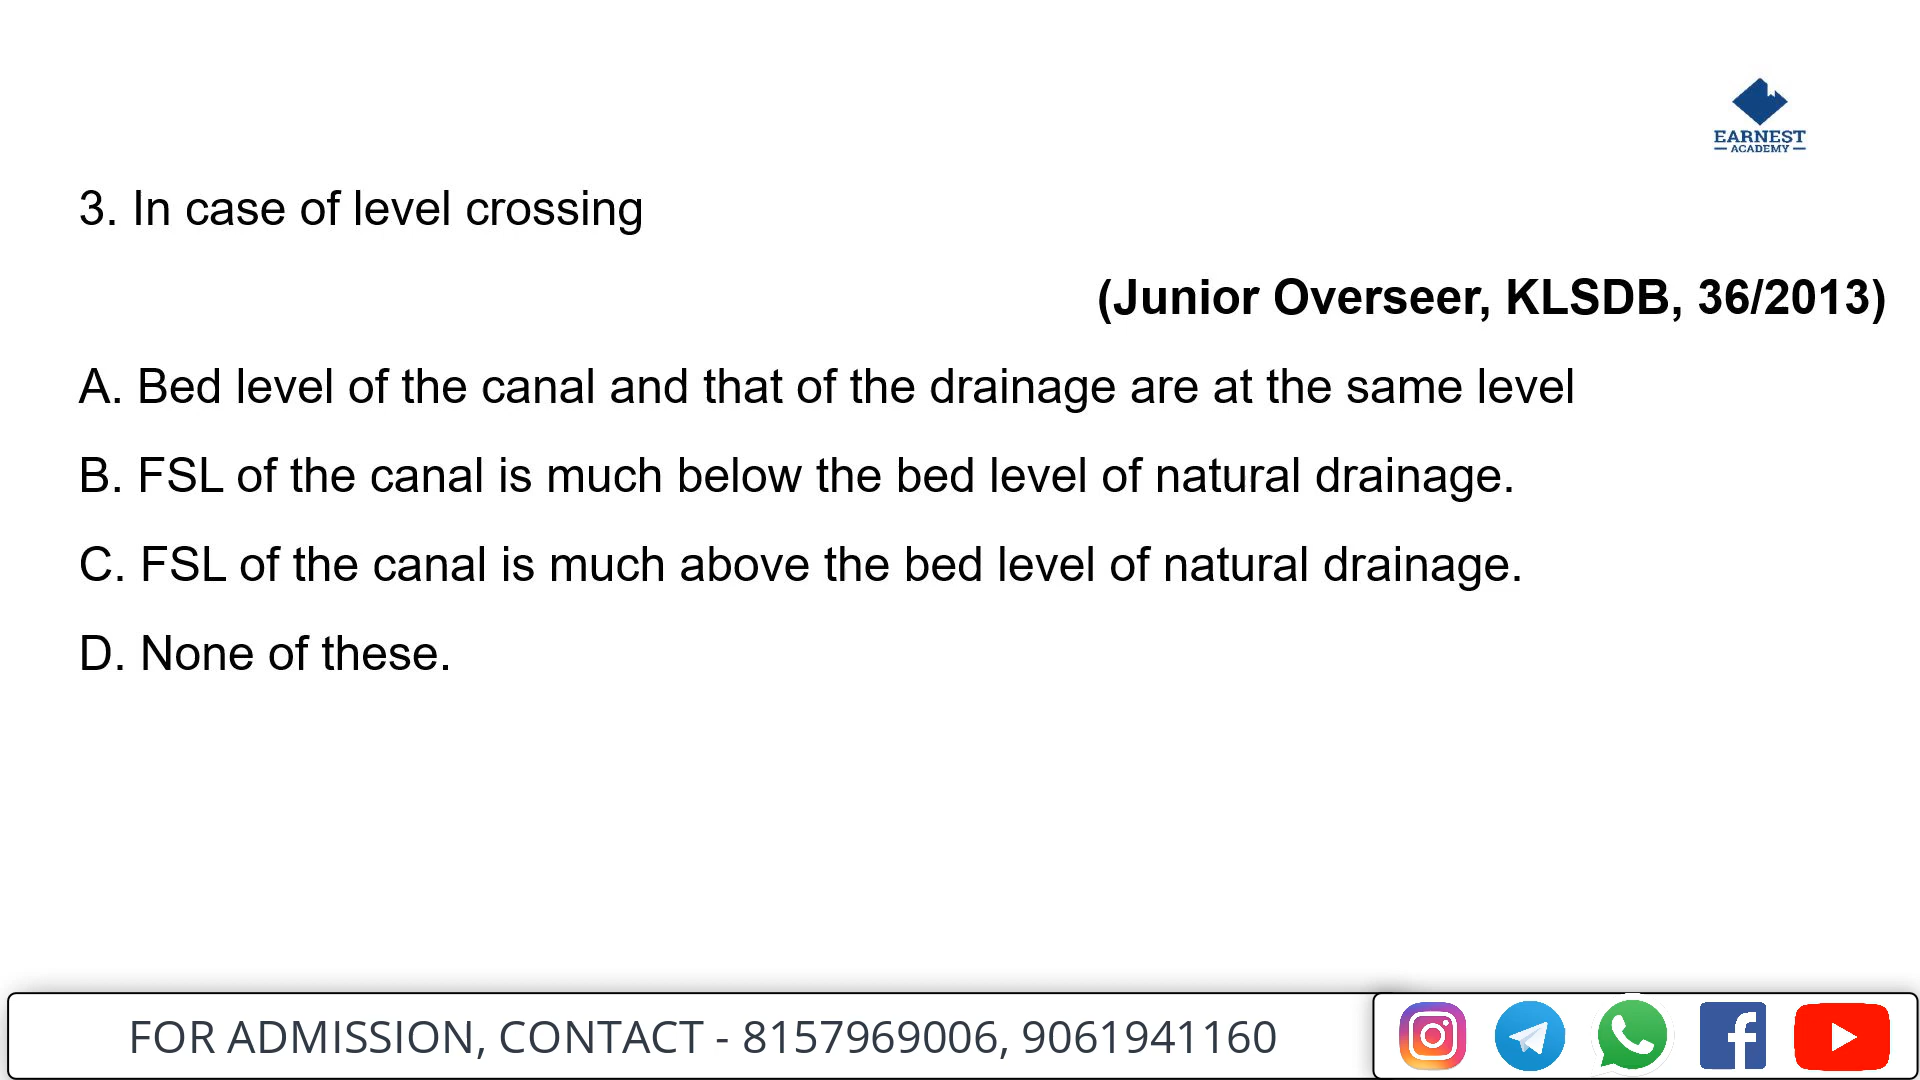 EARNEST
ACADEMY
3. In case of level crossing
(Junior Overseer, KLSDB, 36/2013)
A. Bed level of the canal and that of the drainage are at the same level
B. FSL of the canal is much below the bed level of natural drainage.
C. FSL of the canal is much above the bed level of natural drainage.
D. None of these.
FOR ADMISSION, CONTACT - 8157969006, 9061941160